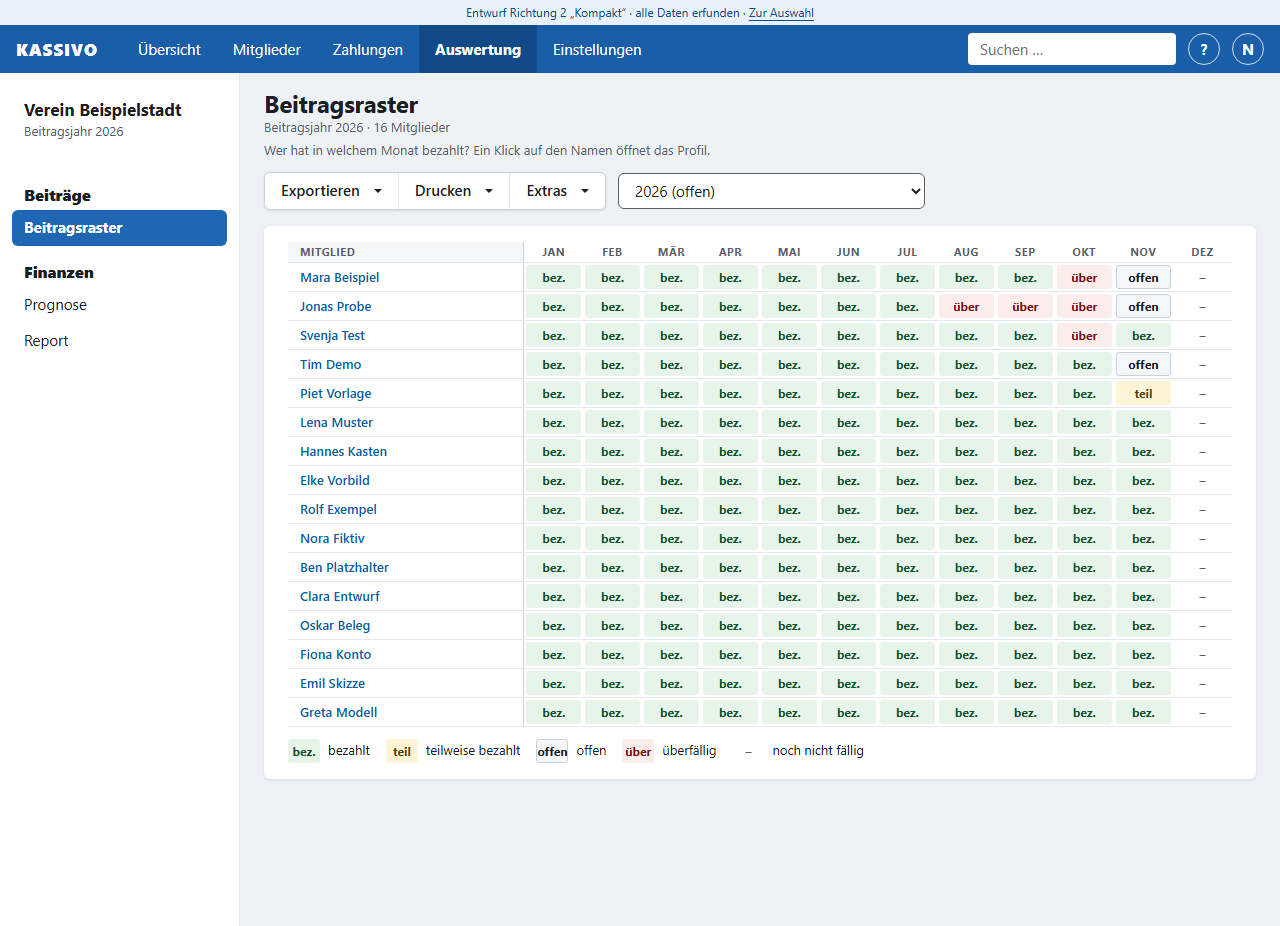 Entwurf Richtung 2 „Kompakt“ · alle Daten erfunden · Zur Auswahl
KASSIVO Übersicht Mitglieder Zahlungen Auswertung Einstellungen Suchen ... ? N
Verein Beispielstadt
Beitragsjahr 2026
Beiträge
Beitragsraster
Finanzen
Prognose
Report
Beitragsraster
Beitragsjahr 2026 · 16 Mitglieder
Wer hat in welchem Monat bezahlt? Ein Klick auf den Namen öffnet das Profil.
Exportieren Drucken Extras 2026 (offen)
MITGLIED JAN FEB MÄR APR MAI JUN JUL AUG SEP OKT NOV DEZ
Mara Beispiel bez. bez. bez. bez. bez. bez. bez. bez. bez. über offen –
Jonas Probe bez. bez. bez. bez. bez. bez. bez. über über über offen –
Svenja Test bez. bez. bez. bez. bez. bez. bez. bez. bez. über bez. –
Tim Demo bez. bez. bez. bez. bez. bez. bez. bez. bez. bez. offen –
Piet Vorlage bez. bez. bez. bez. bez. bez. bez. bez. bez. bez. teil –
Lena Muster bez. bez. bez. bez. bez. bez. bez. bez. bez. bez. bez. –
Hannes Kasten bez. bez. bez. bez. bez. bez. bez. bez. bez. bez. bez. –
Elke Vorbild bez. bez. bez. bez. bez. bez. bez. bez. bez. bez. bez. –
Rolf Exempel bez. bez. bez. bez. bez. bez. bez. bez. bez. bez. bez. –
Nora Fiktiv bez. bez. bez. bez. bez. bez. bez. bez. bez. bez. bez. –
Ben Platzhalter bez. bez. bez. bez. bez. bez. bez. bez. bez. bez. bez. –
Clara Entwurf bez. bez. bez. bez. bez. bez. bez. bez. bez. bez. bez. –
Oskar Beleg bez. bez. bez. bez. bez. bez. bez. bez. bez. bez. bez. –
Fiona Konto bez. bez. bez. bez. bez. bez. bez. bez. bez. bez. bez. –
Emil Skizze bez. bez. bez. bez. bez. bez. bez. bez. bez. bez. bez. –
Greta Modell bez. bez. bez. bez. bez. bez. bez. bez. bez. bez. bez. –
bez. bezahlt teil teilweise bezahlt offen offen über überfällig – noch nicht fällig